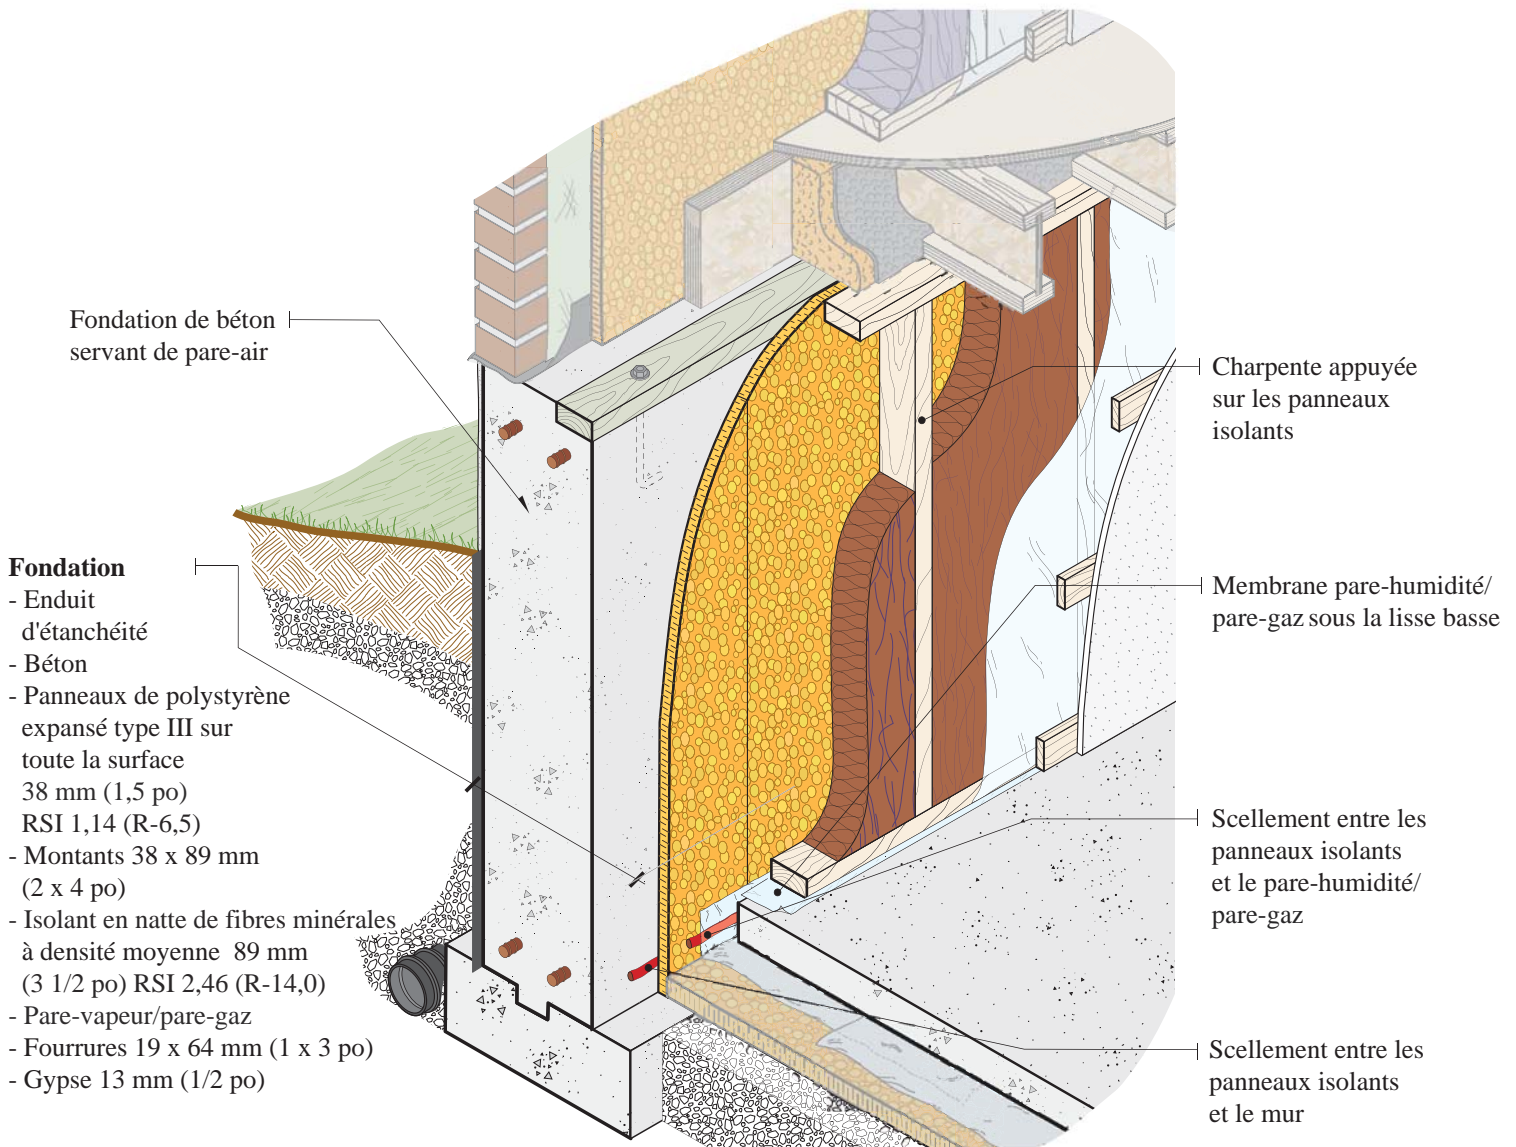 Fondation de béton
servant de pare-air
Fondation
- Enduit
d'étanchéité
- Béton
- Panneaux de polystyrène
expansé type III sur
toute la surface
38 mm (1,5 po)
RSI 1,14 (R-6,5)
- Montants 38 x 89 mm
(2 x 4 po)
- Isolant en natte de fibres minérales
à densité moyenne 89 mm
(3 1/2 po) RSI 2,46 (R-14,0)
- Pare-vapeur/pare-gaz
- Fourrures 19 x 64 mm (1 x 3 po)
- Gypse 13 mm (1/2 po)
Charpente appuyée
sur les panneaux
isolants
Membrane pare-humidité/
pare-gaz sous la lisse basse
Scellement entre les
panneaux isolants
et le pare-humidité/
pare-gaz
Scellement entre les
panneaux isolants
et le mur